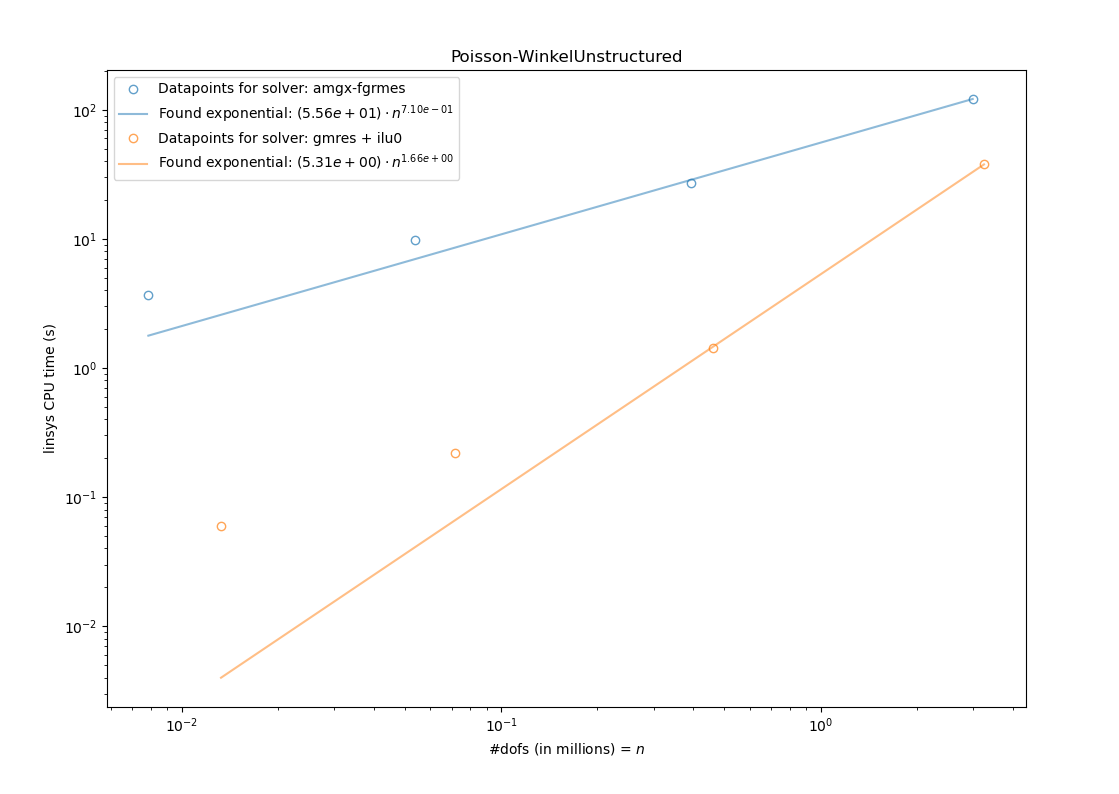 Poisson-WinkelUnstructured
Datapoints for solver: amgx-fgrmes
Found exponential: (5.56e + 01) · n^{7.10e−01}
Datapoints for solver: gmres + ilu0
Found exponential: (5.31e + 00) · n^{1.66e+00}
10^2
10^1
10^0
10^{−1}
10^{−2}
linsys CPU time (s)
10^{−2} 10^{−1} 10^0
#dofs (in millions) = n